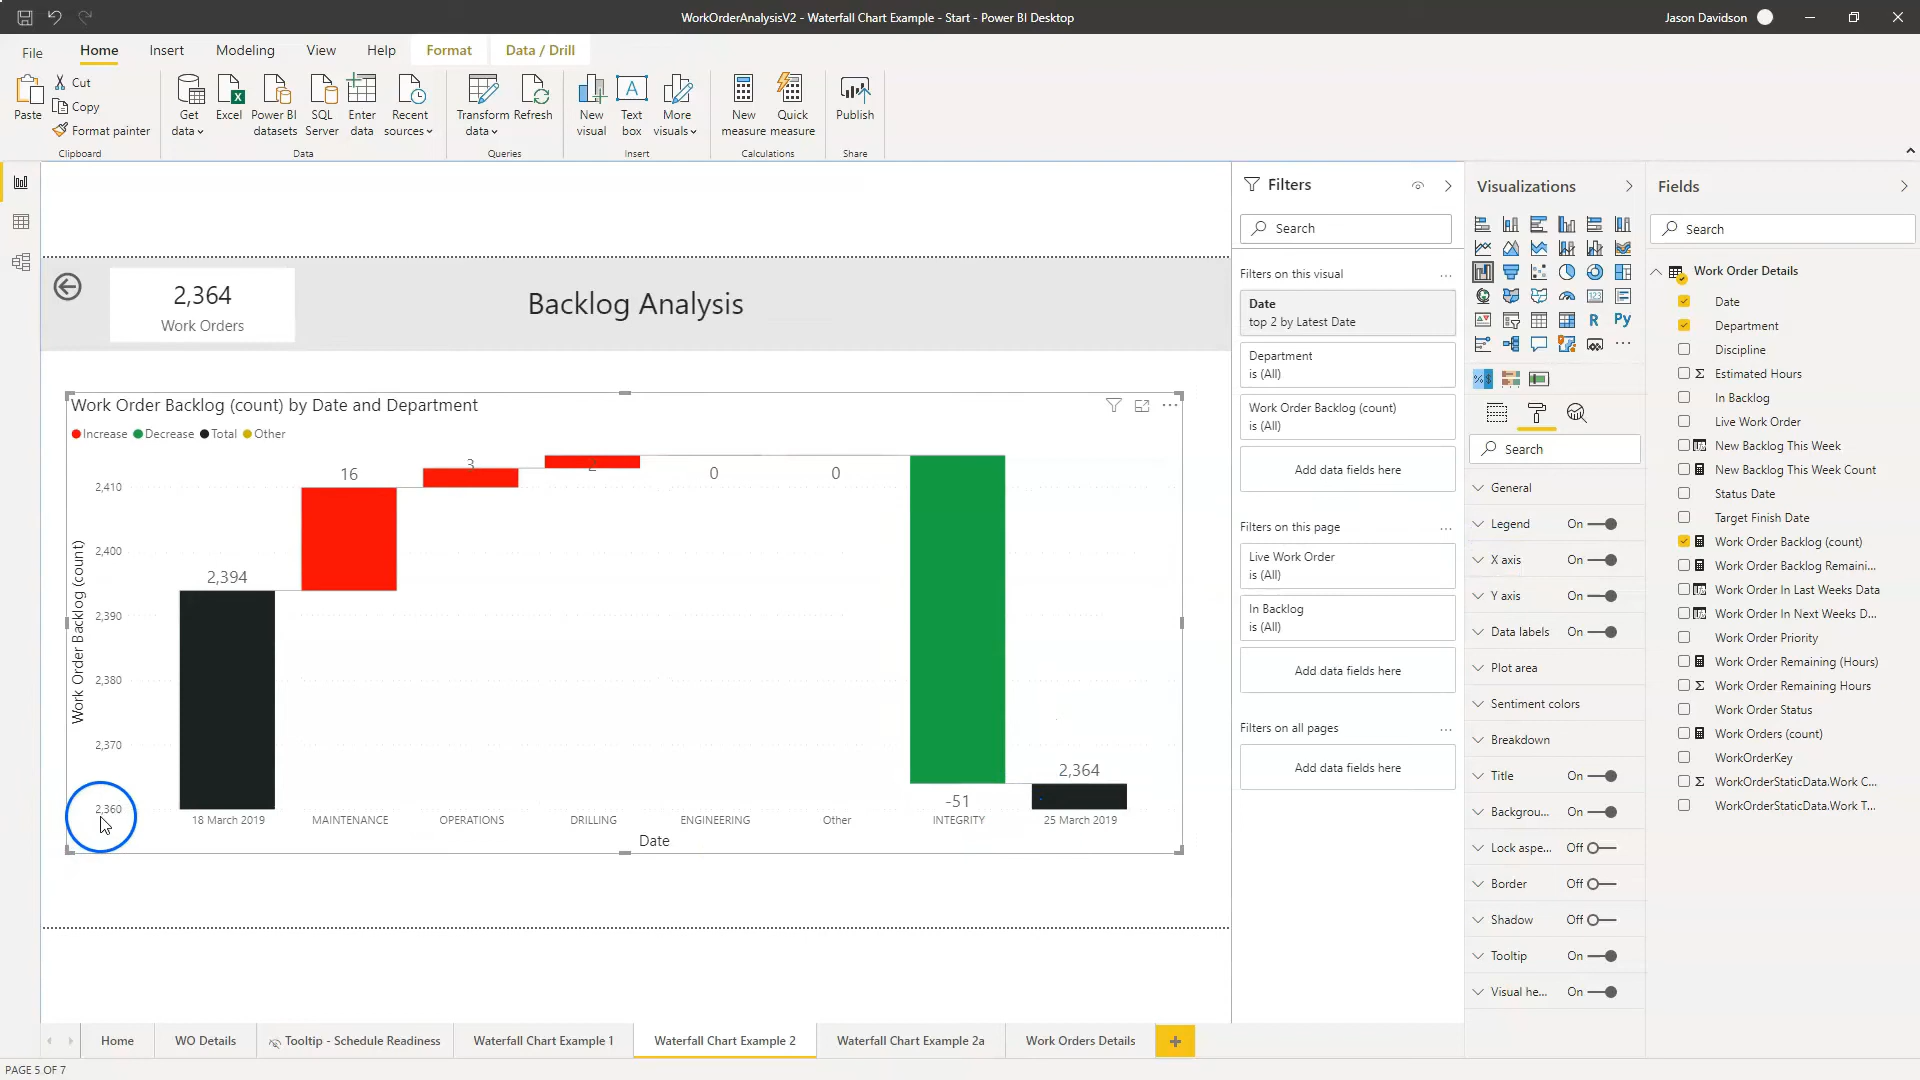 WorkOrderAnalysisV2 - Waterfall Chart Example - Start - Power BI Desktop
Jason Davidson
File
Home
Insert
Modeling
View
Help
Format
Data / Drill
Paste
Cut
Copy
Format painter
Clipboard
Get data
Excel
Power BI datasets
SQL Server
Enter data
Recent sources
Data
Transform data
Refresh
Queries
New visual
Text box
More visuals
Insert
New measure
Quick measure
Calculations
Publish
Share
2,364
Work Orders
Backlog Analysis
Work Order Backlog (count) by Date and Department
Increase
Decrease
Total
Other
Work Order Backlog (count)
2,410
2,400
2,390
2,380
2,370
2,360
2,394
16
3
2
0
0
-51
2,364
18 March 2019
MAINTENANCE
OPERATIONS
DRILLING
ENGINEERING
Other
INTEGRITY
25 March 2019
Date
Filters
Search
Filters on this visual
Date
top 2 by Latest Date
Department
is (All)
Work Order Backlog (count)
is (All)
Add data fields here
Filters on this page
Live Work Order
is (All)
In Backlog
is (All)
Add data fields here
Filters on all pages
Add data fields here
Visualizations
R
Py
Search
General
Legend On
X axis On
Y axis On
Data labels On
Plot area
Sentiment colors
Breakdown
Title On
Backgrou... On
Lock aspe... Off
Border Off
Shadow Off
Tooltip On
Visual he... On
Fields
Search
Work Order Details
Date
Department
Discipline
Estimated Hours
In Backlog
Live Work Order
New Backlog This Week
New Backlog This Week Count
Status Date
Target Finish Date
Work Order Backlog (count)
Work Order Backlog Remaini...
Work Order In Last Weeks Data
Work Order In Next Weeks D...
Work Order Priority
Work Order Remaining (Hours)
Work Order Remaining Hours
Work Order Status
Work Orders (count)
WorkOrderKey
WorkOrderStaticData.Work C...
WorkOrderStaticData.Work T...
Home
WO Details
Tooltip - Schedule Readiness
Waterfall Chart Example 1
Waterfall Chart Example 2
Waterfall Chart Example 2a
Work Orders Details
PAGE 5 OF 7